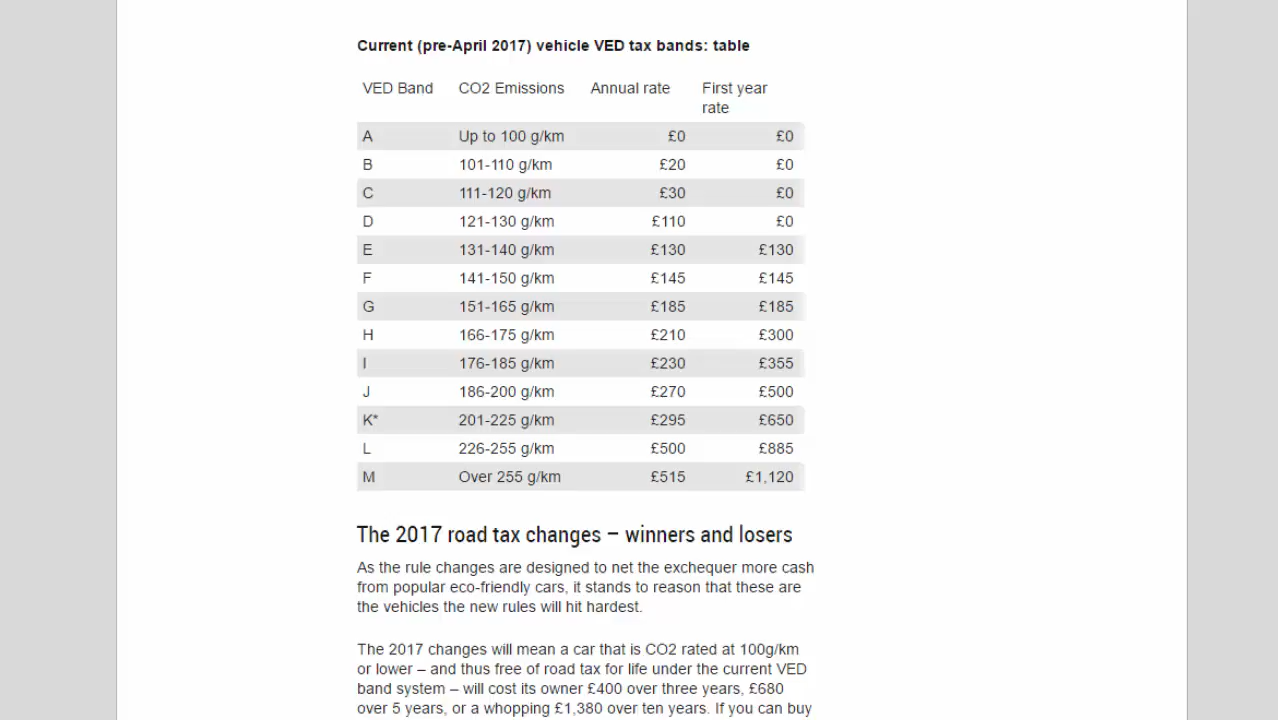 Current (pre-April 2017) vehicle VED tax bands: table
VED Band CO2 Emissions Annual rate First year rate
A Up to 100 g/km £0 £0
B 101-110 g/km £20 £0
C 111-120 g/km £30 £0
D 121-130 g/km £110 £0
E 131-140 g/km £130 £130
F 141-150 g/km £145 £145
G 151-165 g/km £185 £185
H 166-175 g/km £210 £300
I 176-185 g/km £230 £355
J 186-200 g/km £270 £500
K* 201-225 g/km £295 £650
L 226-255 g/km £500 £885
M Over 255 g/km £515 £1,120
The 2017 road tax changes – winners and losers
As the rule changes are designed to net the exchequer more cash
from popular eco-friendly cars, it stands to reason that these are
the vehicles the new rules will hit hardest.
The 2017 changes will mean a car that is CO2 rated at 100g/km
or lower – and thus free of road tax for life under the current VED
band system – will cost its owner £400 over three years, £680
over 5 years, or a whopping £1,380 over ten years. If you can buy